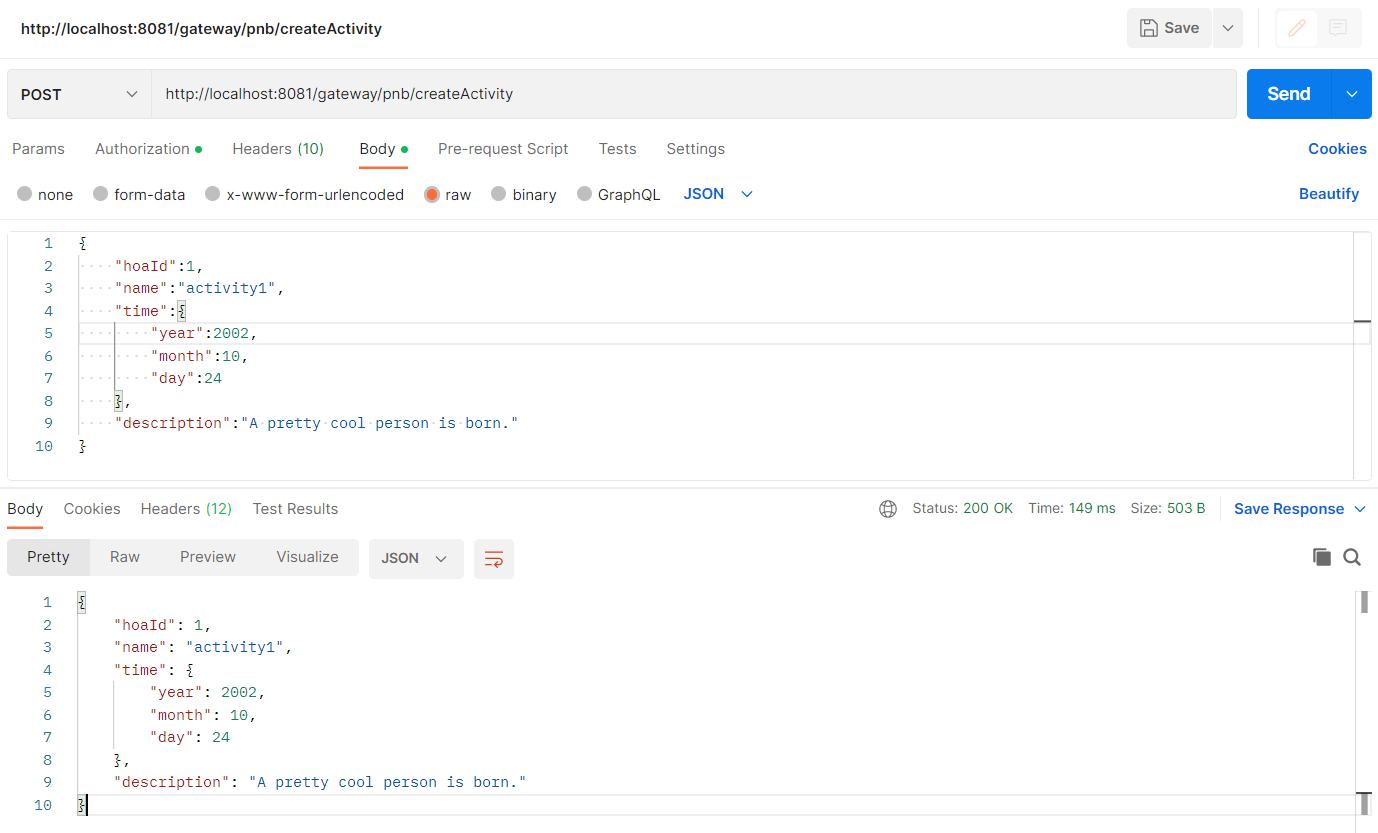 http://localhost:8081/gateway/pnb/createActivity
Save
POST
http://localhost:8081/gateway/pnb/createActivity
Send
Params Authorization Headers (10) Body Pre-request Script Tests Settings Cookies
none form-data x-www-form-urlencoded raw binary GraphQL JSON Beautify
1 {
2 "hoaId":1,
3 "name":"activity1",
4 "time":{
5 "year":2002,
6 "month":10,
7 "day":24
8 },
9 "description":"A pretty cool person is born."
10 }
Body Cookies Headers (12) Test Results Status: 200 OK Time: 149 ms Size: 503 B Save Response
Pretty Raw Preview Visualize JSON
1 {
2 "hoaId": 1,
3 "name": "activity1",
4 "time": {
5 "year": 2002,
6 "month": 10,
7 "day": 24
8 },
9 "description": "A pretty cool person is born."
10 }